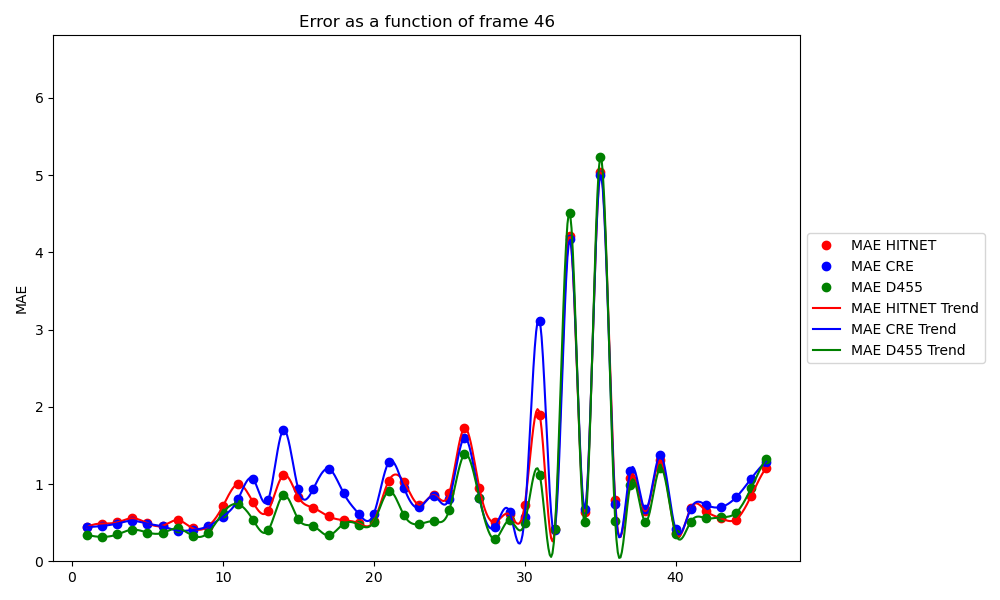 Error as a function of frame 46
MAE
6
5
4
3
2
1
0
0
10
20
30
40
MAE HITNET
MAE CRE
MAE D455
MAE HITNET Trend
MAE CRE Trend
MAE D455 Trend